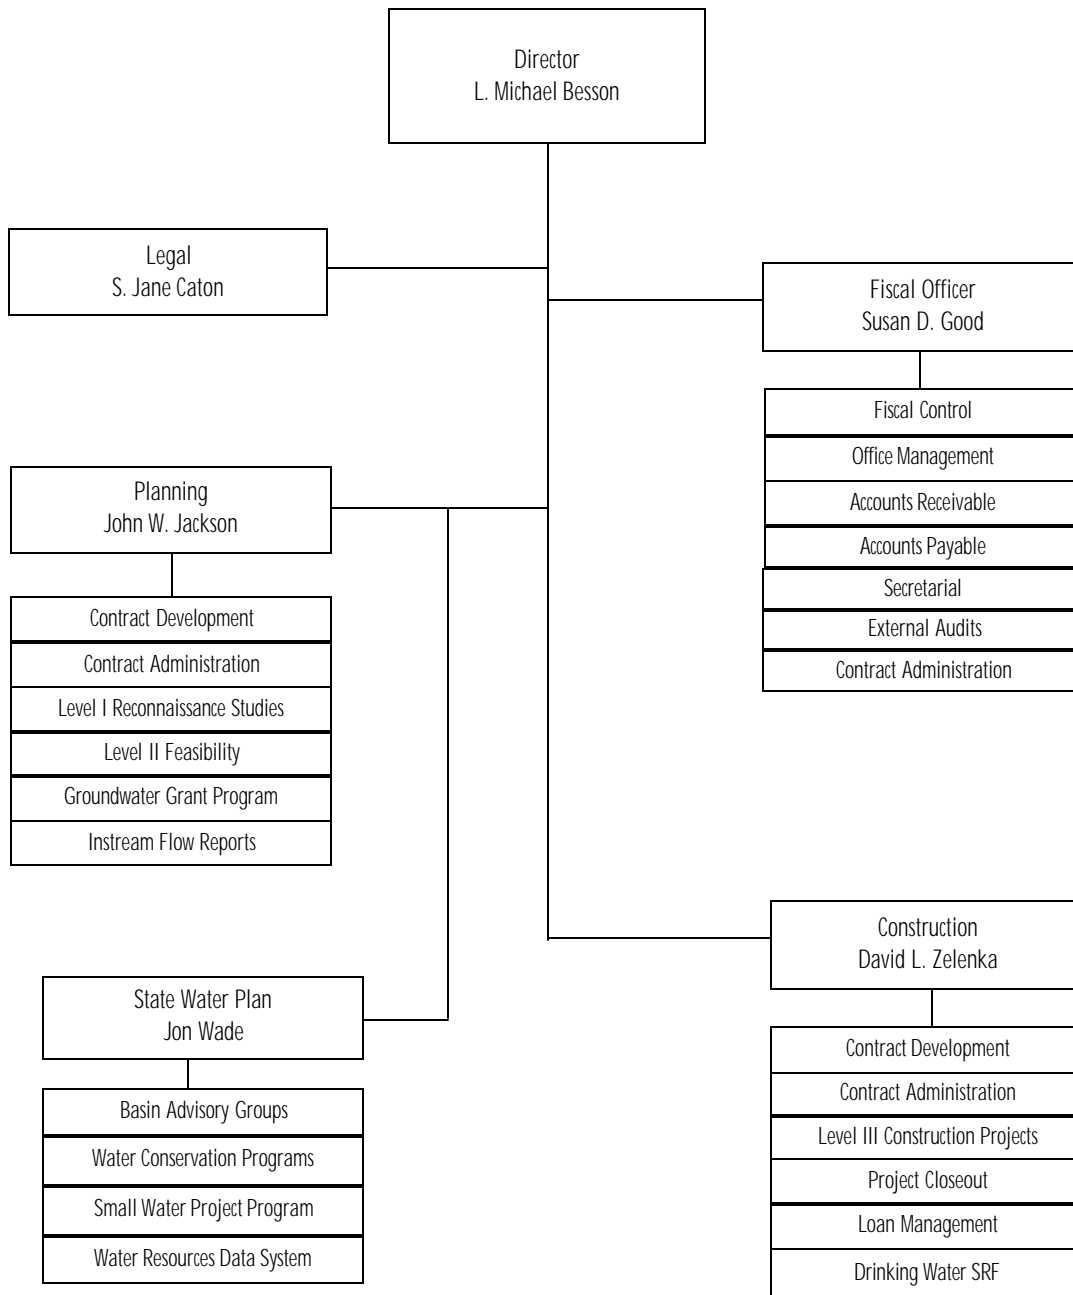 Director
L. Michael Besson
Legal
S. Jane Caton
Fiscal Officer
Susan D. Good
Fiscal Control
Office Management
Accounts Receivable
Accounts Payable
Secretarial
External Audits
Contract Administration
Planning
John W. Jackson
Contract Development
Contract Administration
Level I Reconnaissance Studies
Level II Feasibility
Groundwater Grant Program
Instream Flow Reports
State Water Plan
Jon Wade
Basin Advisory Groups
Water Conservation Programs
Small Water Project Program
Water Resources Data System
Construction
David L. Zelenka
Contract Development
Contract Administration
Level III Construction Projects
Project Closeout
Loan Management
Drinking Water SRF